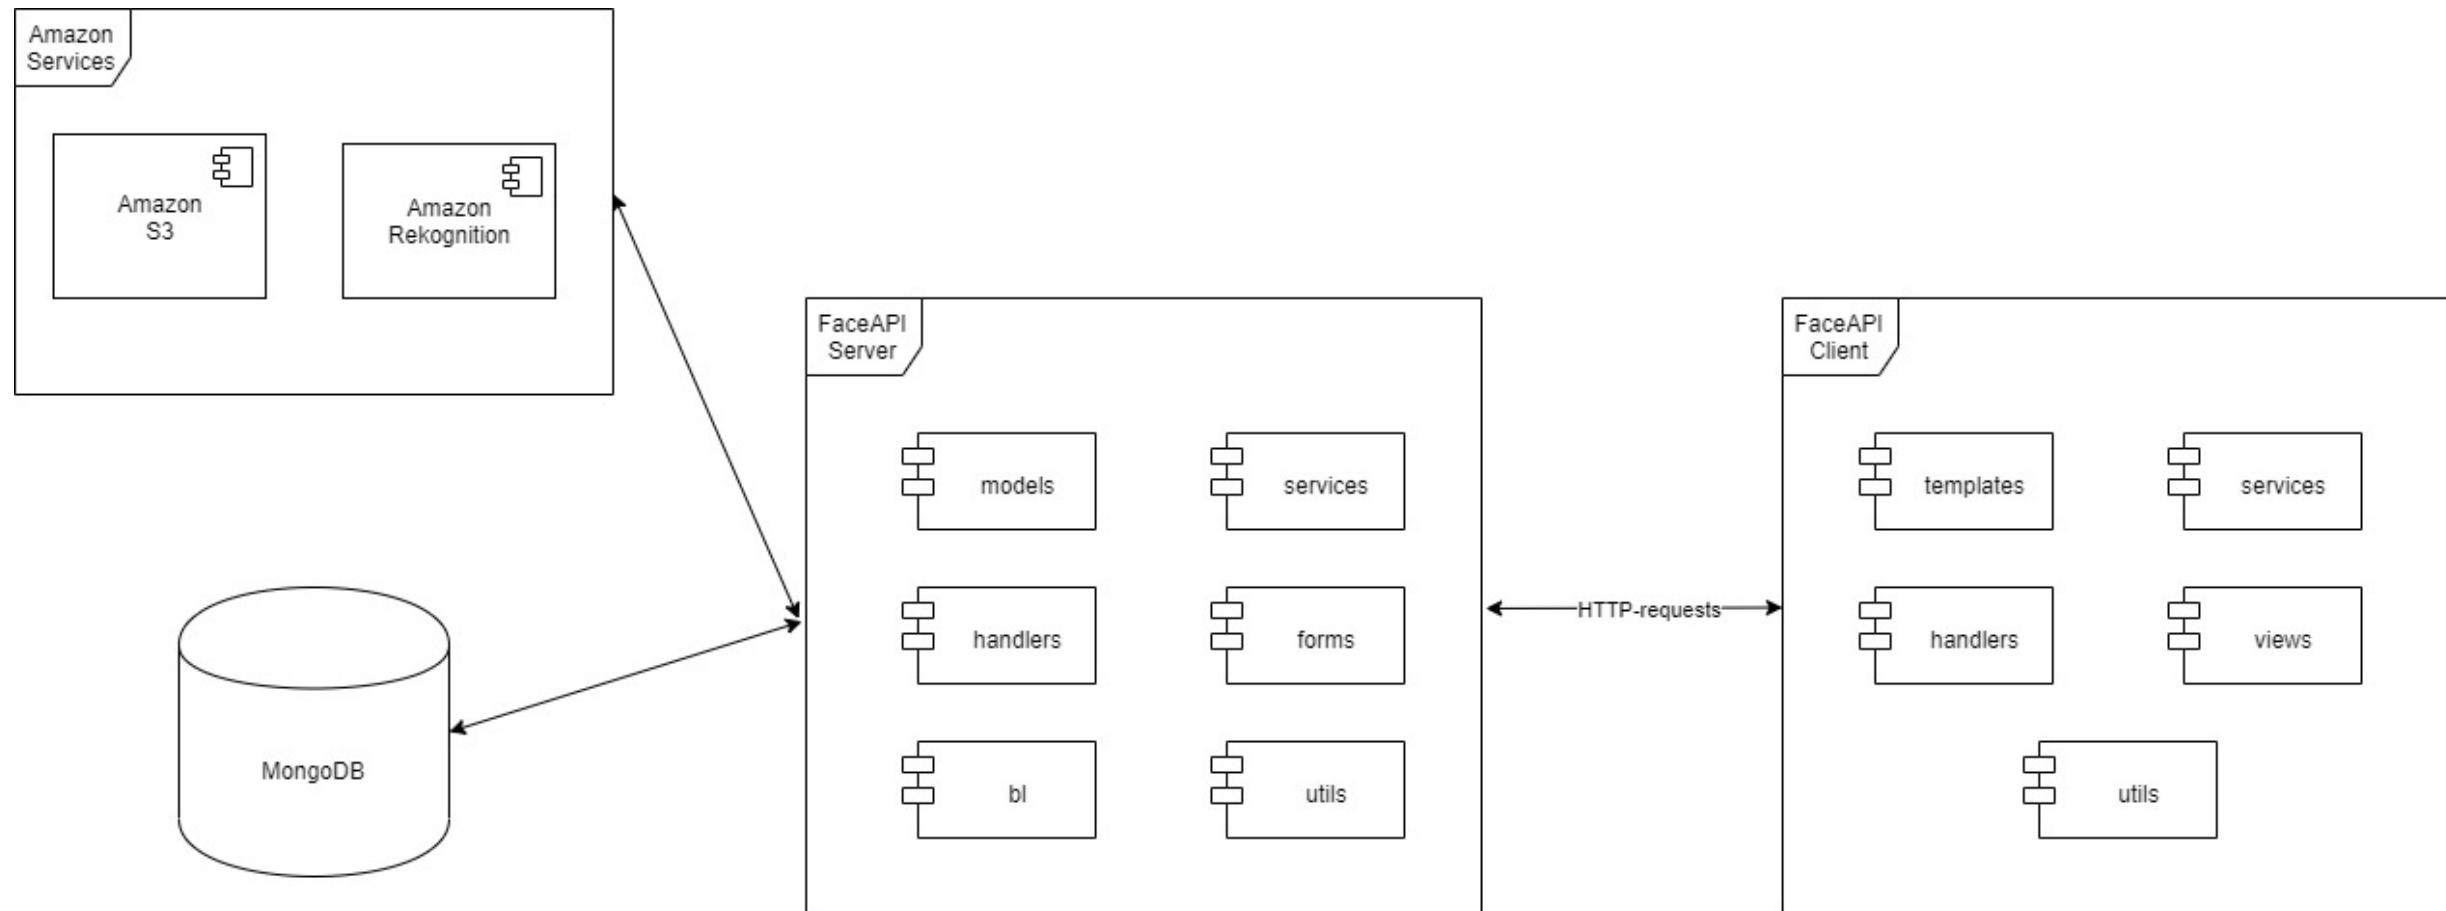 Amazon
Services
Amazon
S3
Amazon
Rekognition
FaceAPI
Server
models
services
handlers
forms
bl
utils
HTTP-requests
FaceAPI
Client
templates
services
handlers
views
utils
MongoDB